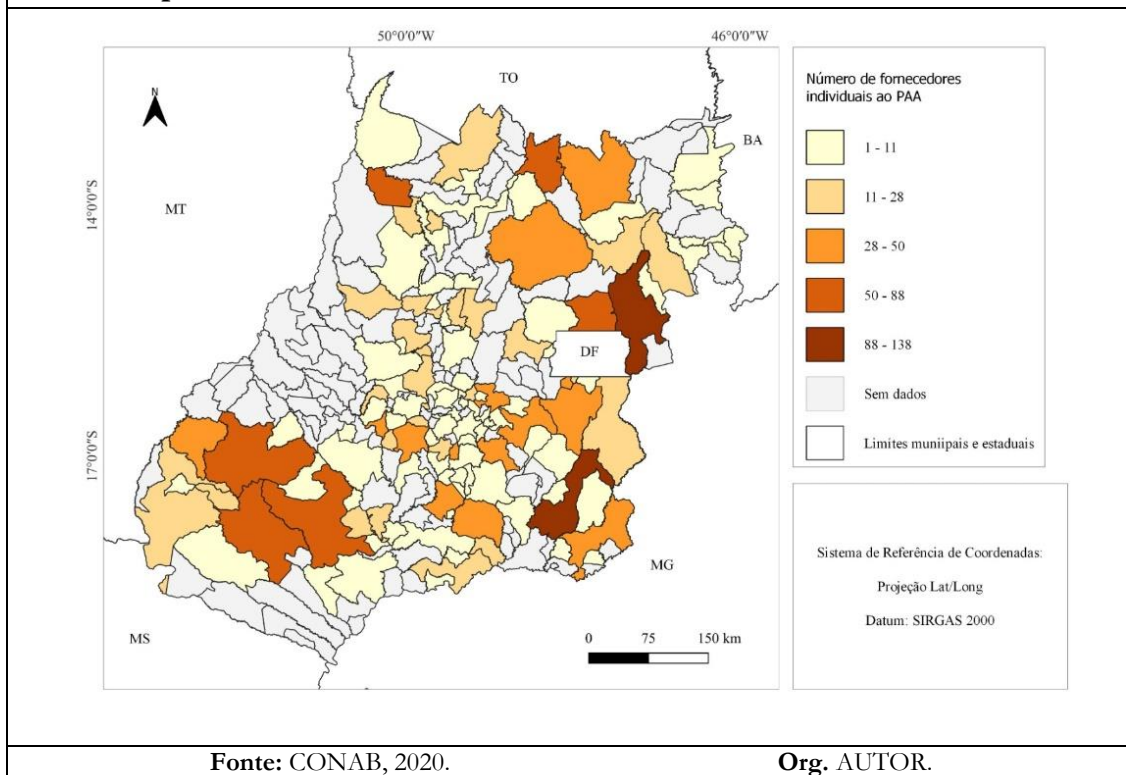 50°0'0"W 46°0'0"W
TO
N
BA
MT
14°0'0"S
DF
17°0'0"S
MG
MS
0 75 150 km
Número de fornecedores
individuais ao PAA
1 - 11
11 - 28
28 - 50
50 - 88
88 - 138
Sem dados
Limites muniipais e estaduais
Sistema de Referência de Coordenadas:
Projeção Lat/Long
Datum: SIRGAS 2000
Fonte: CONAB, 2020. Org. AUTOR.